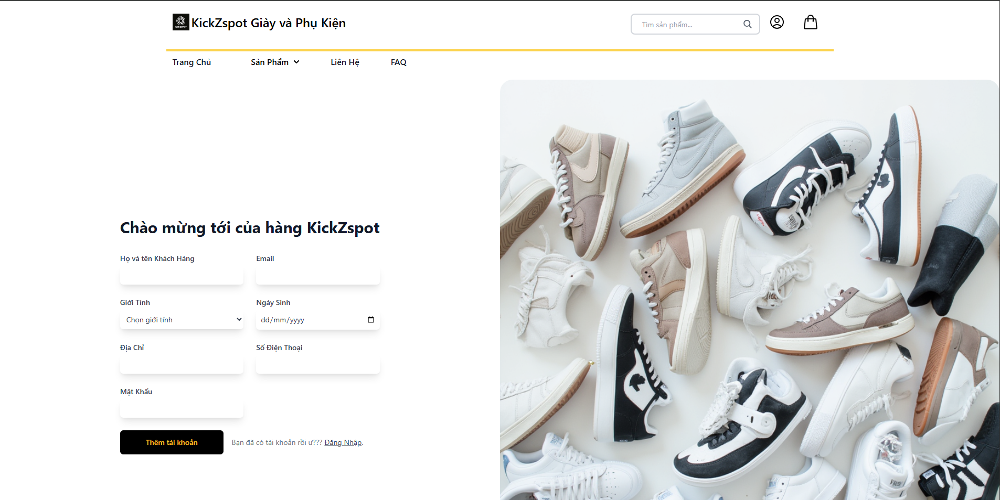 KickZspot Giày và Phụ Kiện
Tìm sản phẩm...
Trang Chủ
Sản Phẩm
Liên Hệ
FAQ
Chào mừng tới của hàng KickZspot
Họ và tên Khách Hàng
Email
Giới Tính
Ngày Sinh
Chọn giới tính
dd/mm/yyyy
Địa Chỉ
Số Điện Thoại
Mật Khẩu
Thêm tài khoản
Bạn đã có tài khoản rồi ư??? Đăng Nhập.